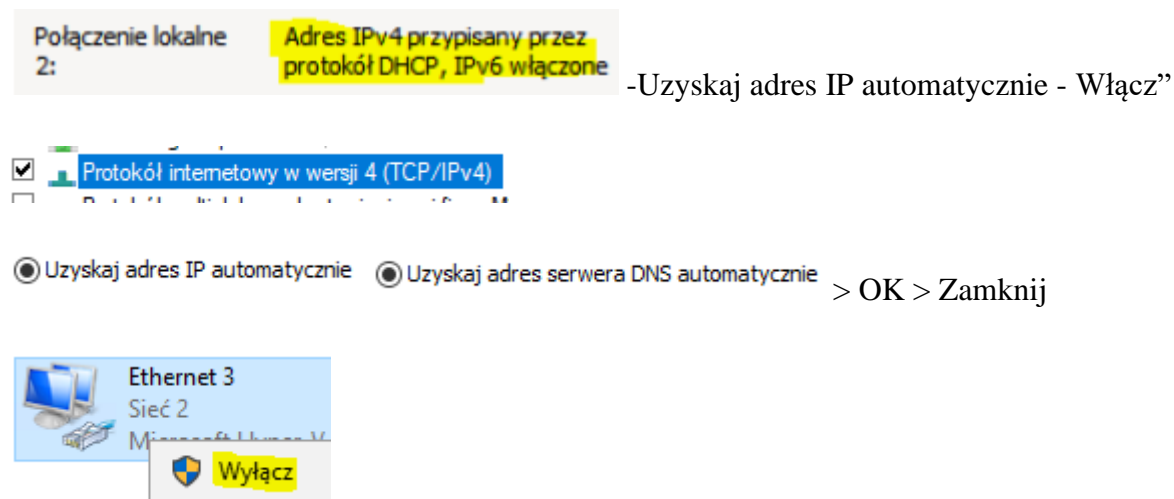 Połączenie lokalne 2:
Adres IPv4 przypisany przez
protokół DHCP, IPv6 włączone
-Uzyskaj adres IP automatycznie - Włącz”
Protokół internetowy w wersji 4 (TCP/IPv4)
Uzyskaj adres IP automatycznie
Uzyskaj adres serwera DNS automatycznie
> OK > Zamknij
Ethernet 3
Sieć 2
Microsoft Hyper-V
Wyłącz